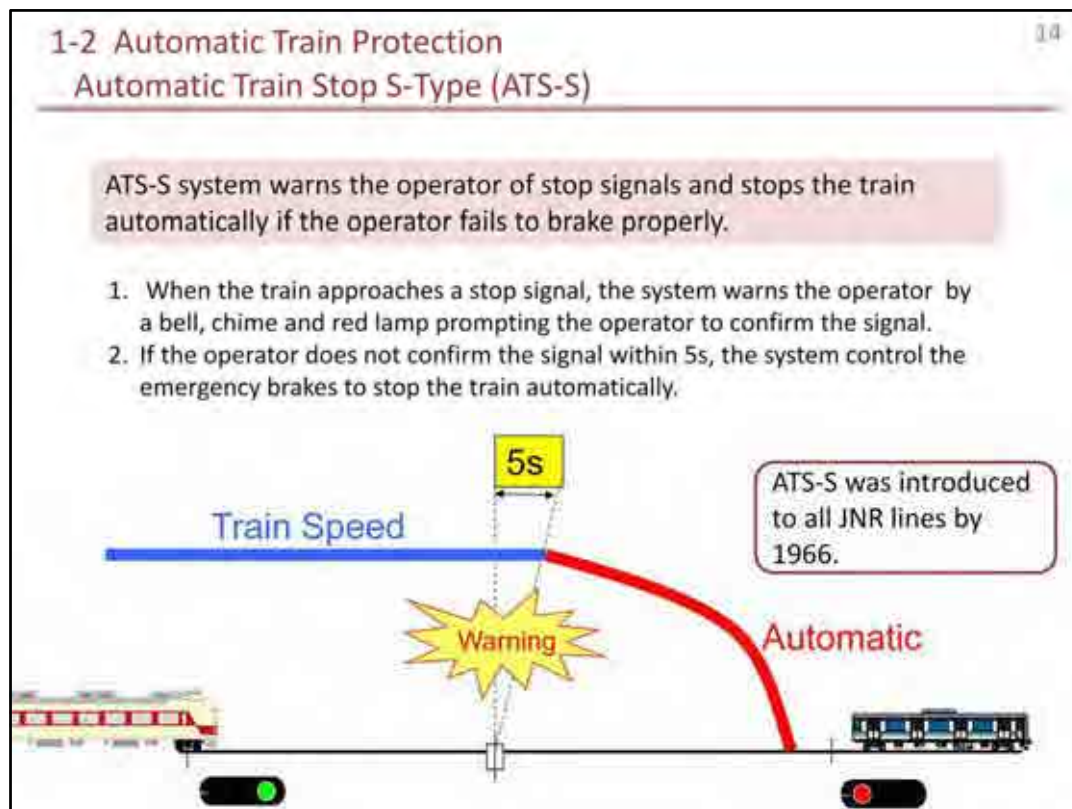 14
1-2 Automatic Train Protection
Automatic Train Stop S-Type (ATS-S)
ATS-S system warns the operator of stop signals and stops the train
automatically if the operator fails to brake properly.
1. When the train approaches a stop signal, the system warns the operator by
a bell, chime and red lamp prompting the operator to confirm the signal.
2. If the operator does not confirm the signal within 5s, the system control the
emergency brakes to stop the train automatically.
5s
ATS-S was introduced
to all JNR lines by
1966.
Train Speed
Warning
Automatic